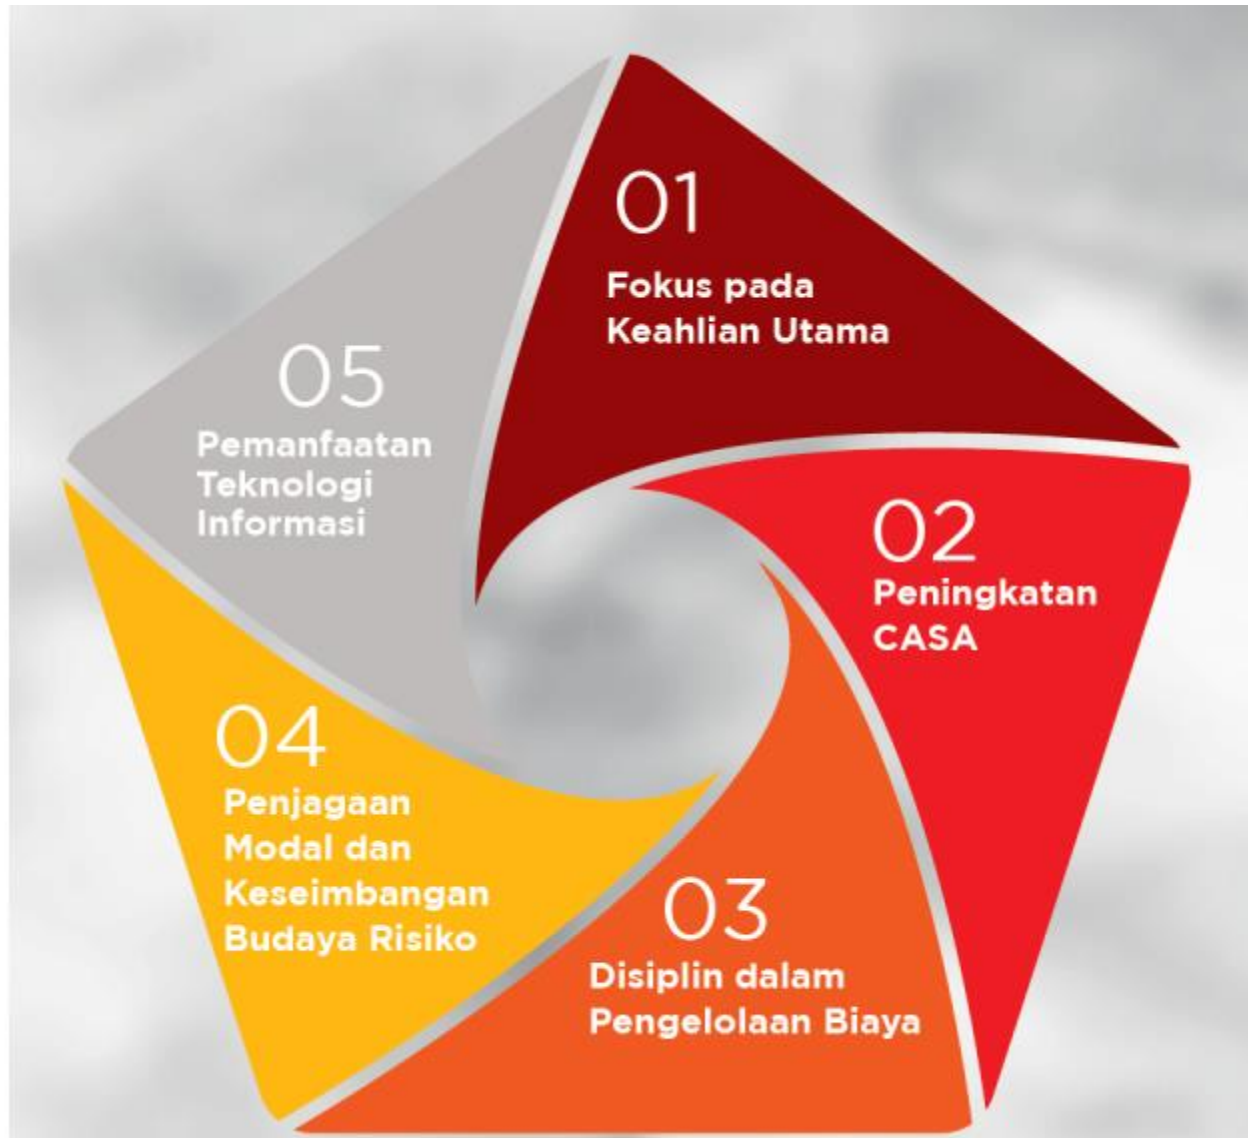 01
Fokus pada
Keahlian Utama
02
Peningkatan
CASA
03
Disiplin dalam
Pengelolaan Biaya
04
Penjagaan
Modal dan
Keseimbangan
Budaya Risiko
05
Pemanfaatan
Teknologi
Informasi